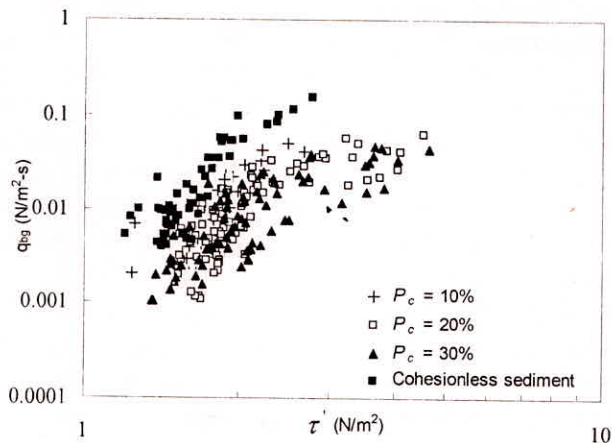 1
0.1
0.01
0.001
0.0001
q_bg (N/m²-s)
+ P_c = 10%
□ P_c = 20%
▲ P_c = 30%
■ Cohesionless sediment
1
τ' (N/m²)
10